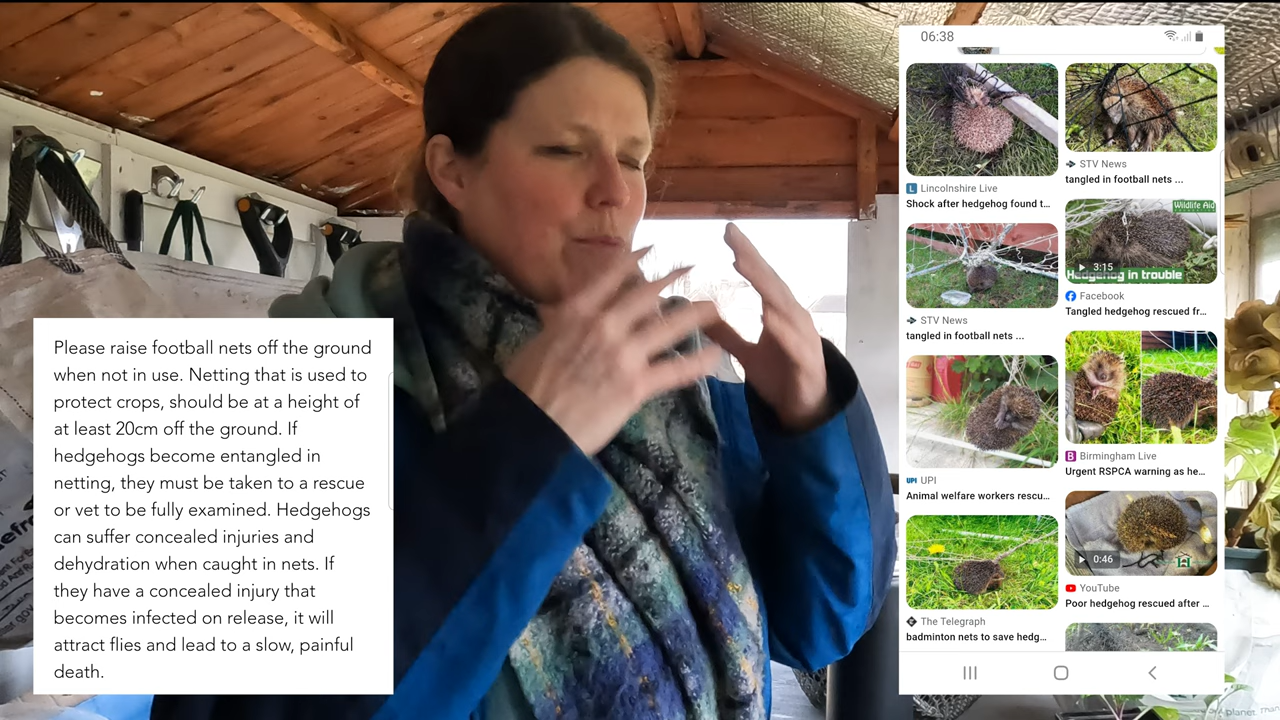 Please raise football nets off the ground
when not in use. Netting that is used to
protect crops, should be at a height of
at least 20cm off the ground. If
hedgehogs become entangled in
netting, they must be taken to a rescue
or vet to be fully examined. Hedgehogs
can suffer concealed injuries and
dehydration when caught in nets. If
they have a concealed injury that
becomes infected on release, it will
attract flies and lead to a slow, painful
death.
06:38
Lincolnshire Live
Shock after hedgehog found t...
STV News
tangled in football nets ...
UPI
UPI
Animal welfare workers rescu...
The Telegraph
badminton nets to save hedg...
STV News
tangled in football nets ...
Wildlife Aid
3:15
Hedgehog in trouble
Facebook
Tangled hedgehog rescued fr...
Birmingham Live
Urgent RSPCA warning as he...
0:46
YouTube
Poor hedgehog rescued after ...
planet.